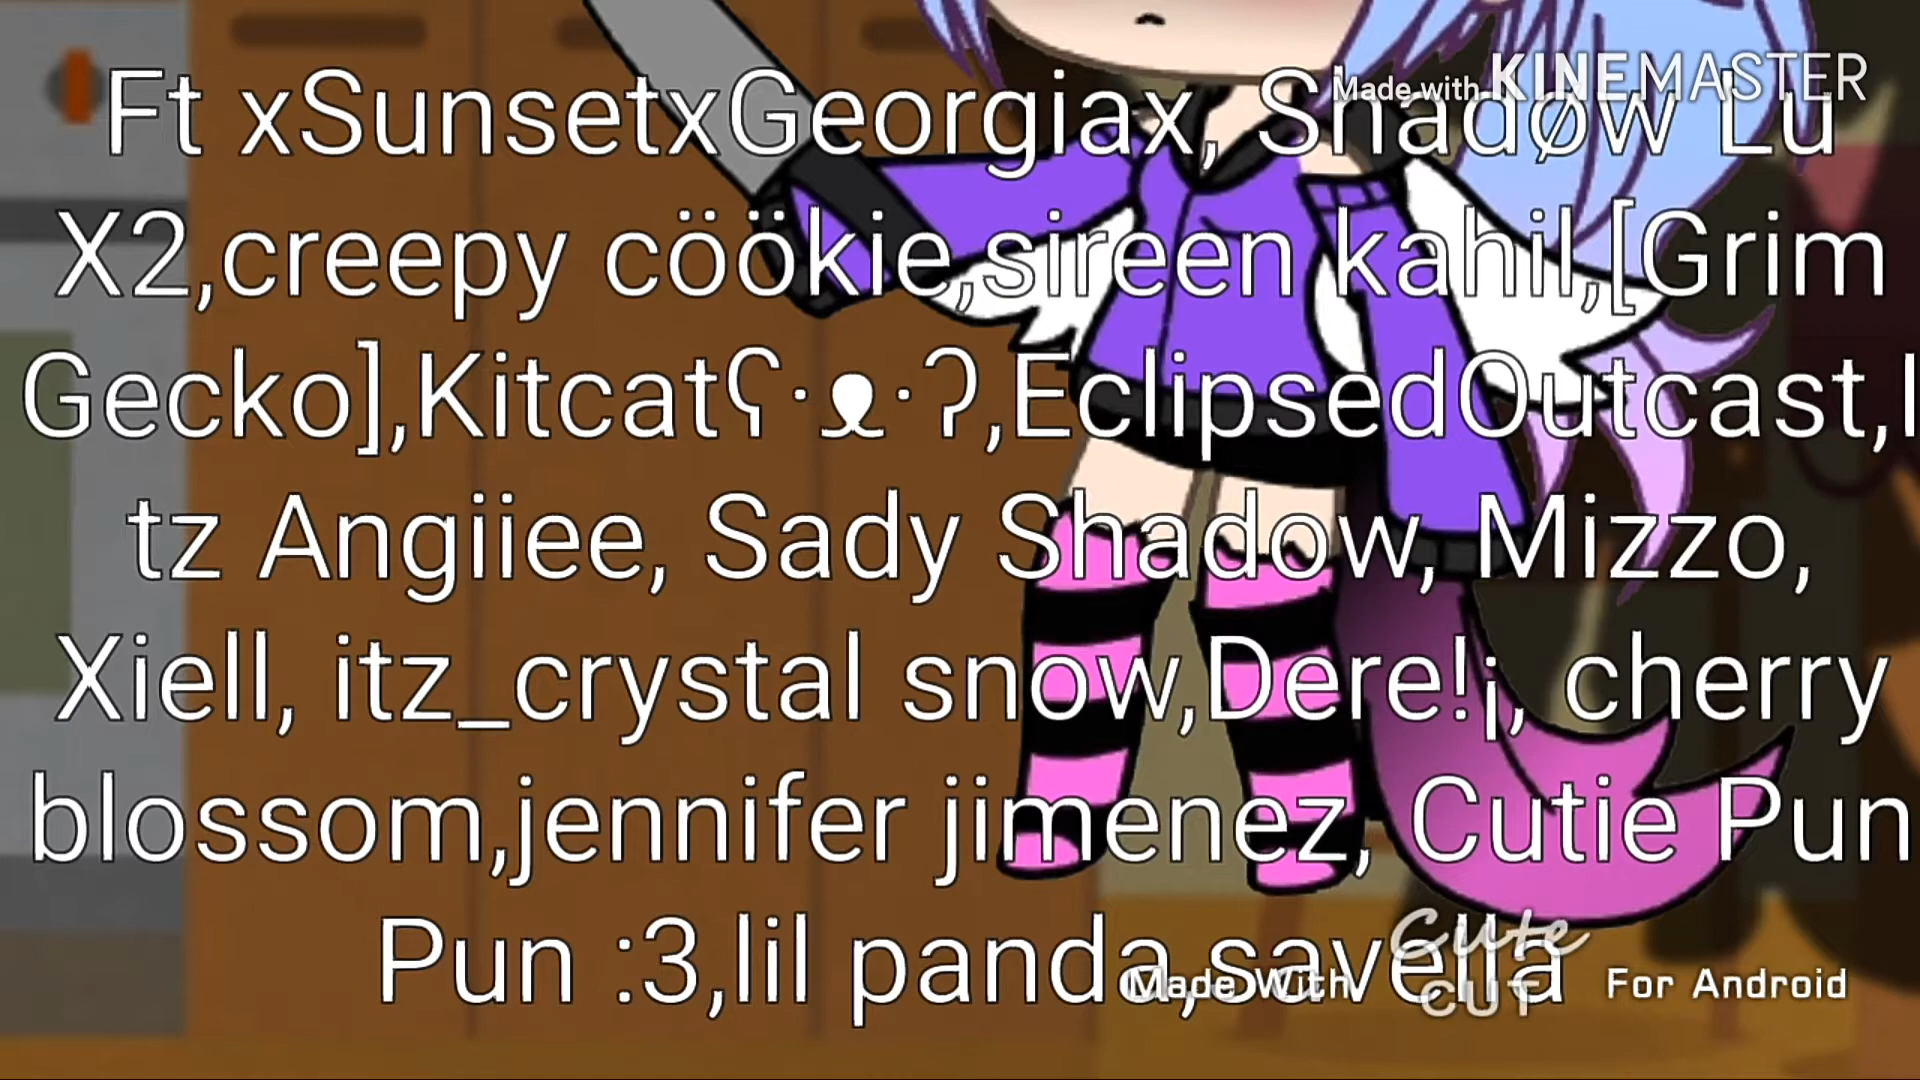 Made with KINEMASTER
Ft xSunsetxGeorgiax, Shadøw Lu
X2,creepy cöökie,sireen kahil,[Grim
Gecko],Kitcatʕ·ᴥ·ʔ,EclipsedOutcast,I
tz Angiiee, Sady Shadow, Mizzo,
Xiell, itz_crystal snow,Dere!¡, cherry
blossom,jennifer jimenez, Cutie Pun
Pun :3,lil panda,savella
Made With Cute CUT For Android